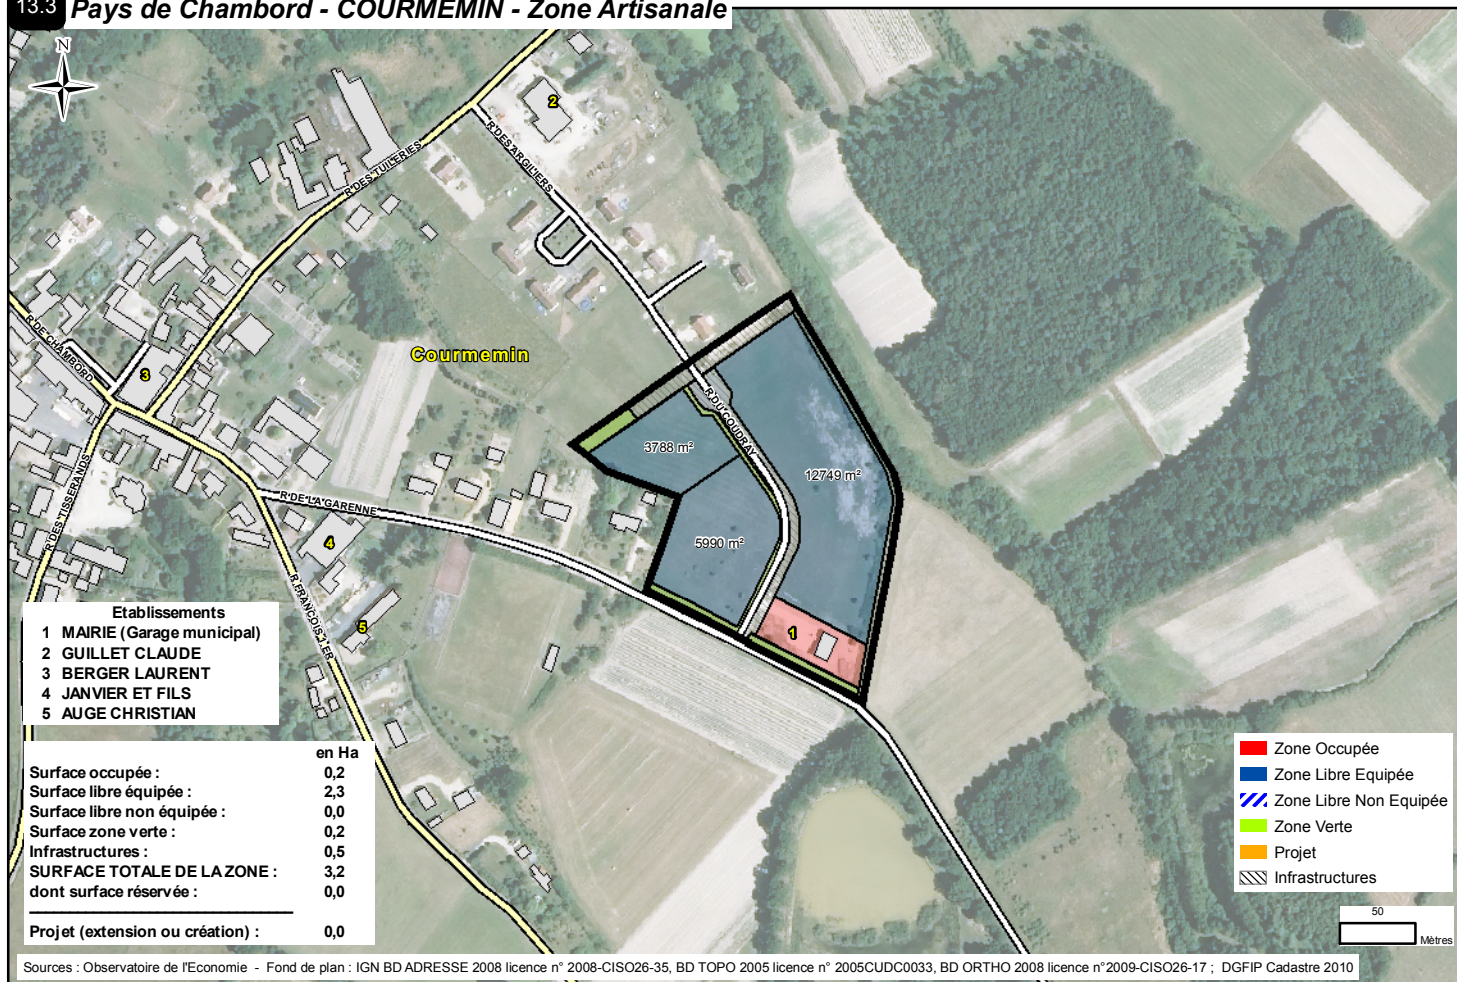 13.3 Pays de Chambord - COURMEMIN - Zone Artisanale
N
2
R DES ARGILIERS
R DES TUILERIES
R DE CHAMBORD
3
Courmemin
R DU COUDRAY
3788 m²
12749 m²
R DES TISSERANDS
R DE LA GARENNE
4
5990 m²
R FRANCOIS 1ER
5
1
Etablissements
1 MAIRIE (Garage municipal)
2 GUILLET CLAUDE
3 BERGER LAURENT
4 JANVIER ET FILS
5 AUGE CHRISTIAN
en Ha
Surface occupée : 0,2
Surface libre équipée : 2,3
Surface libre non équipée : 0,0
Surface zone verte : 0,2
Infrastructures : 0,5
SURFACE TOTALE DE LA ZONE : 3,2
dont surface réservée : 0,0
Projet (extension ou création) : 0,0
Zone Occupée
Zone Libre Equipée
Zone Libre Non Equipée
Zone Verte
Projet
Infrastructures
50
Mètres
Sources : Observatoire de l'Economie - Fond de plan : IGN BD ADRESSE 2008 licence n° 2008-CISO26-35, BD TOPO 2005 licence n° 2005CUDC0033, BD ORTHO 2008 licence n°2009-CISO26-17 ; DGFIP Cadastre 2010